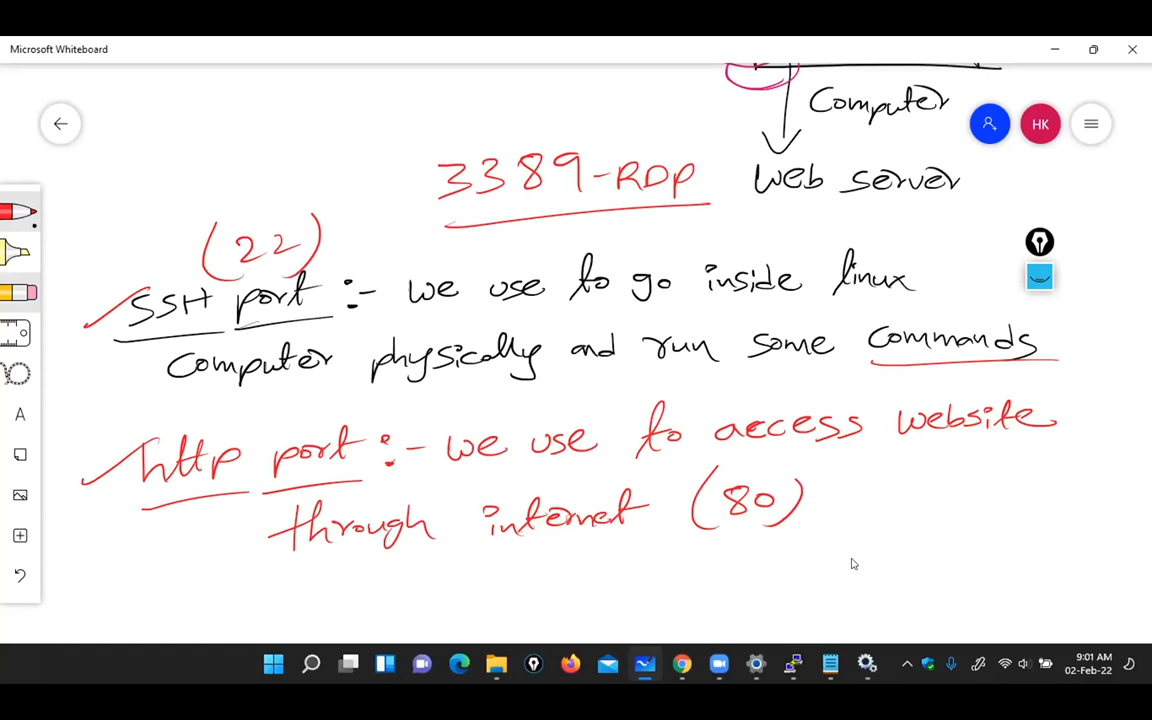 Microsoft Whiteboard
Computer
HK
3389-RDP
Web server
(22)
SSH port :- we use to go inside linux
Computer physically and run some commands
http port :- we use to access website
through internet (80)
A
9:01 AM
02-Feb-22